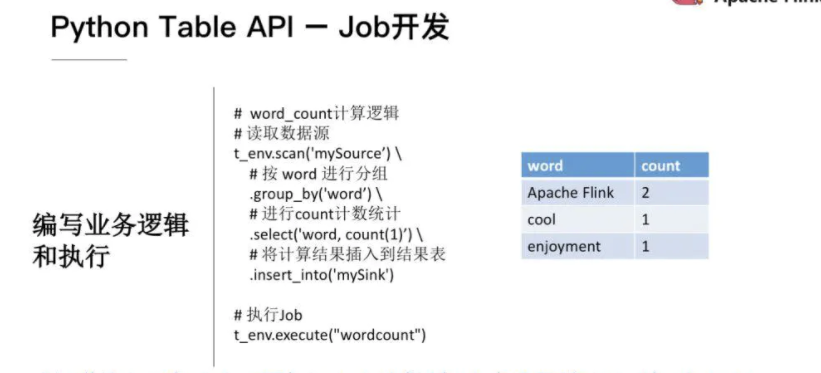 Python Table API — Job开发
编写业务逻辑
和执行
# word_count计算逻辑
# 读取数据源
t_env.scan('mySource’) \
# 按 word 进行分组
.group_by('word’) \
# 进行count计数统计
.select('word, count(1)’) \
# 将计算结果插入到结果表
.insert_into('mySink')
# 执行Job
t_env.execute("wordcount")
word count
Apache Flink 2
cool 1
enjoyment 1